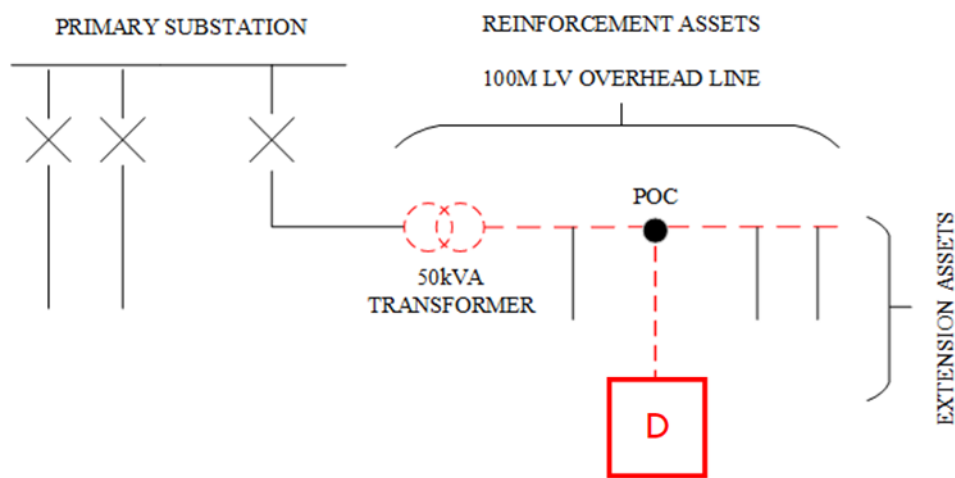 PRIMARY SUBSTATION
REINFORCEMENT ASSETS
100M LV OVERHEAD LINE
POC
50kVA
TRANSFORMER
EXTENSION ASSETS
D